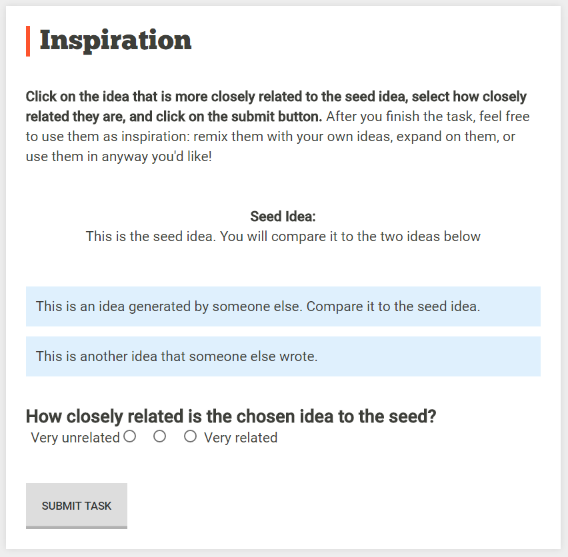 Inspiration
Click on the idea that is more closely related to the seed idea, select how closely
related they are, and click on the submit button. After you finish the task, feel free
to use them as inspiration: remix them with your own ideas, expand on them, or
use them in anyway you'd like!
Seed Idea:
This is the seed idea. You will compare it to the two ideas below
This is an idea generated by someone else. Compare it to the seed idea.
This is another idea that someone else wrote.
How closely related is the chosen idea to the seed?
Very unrelated Very related
SUBMIT TASK